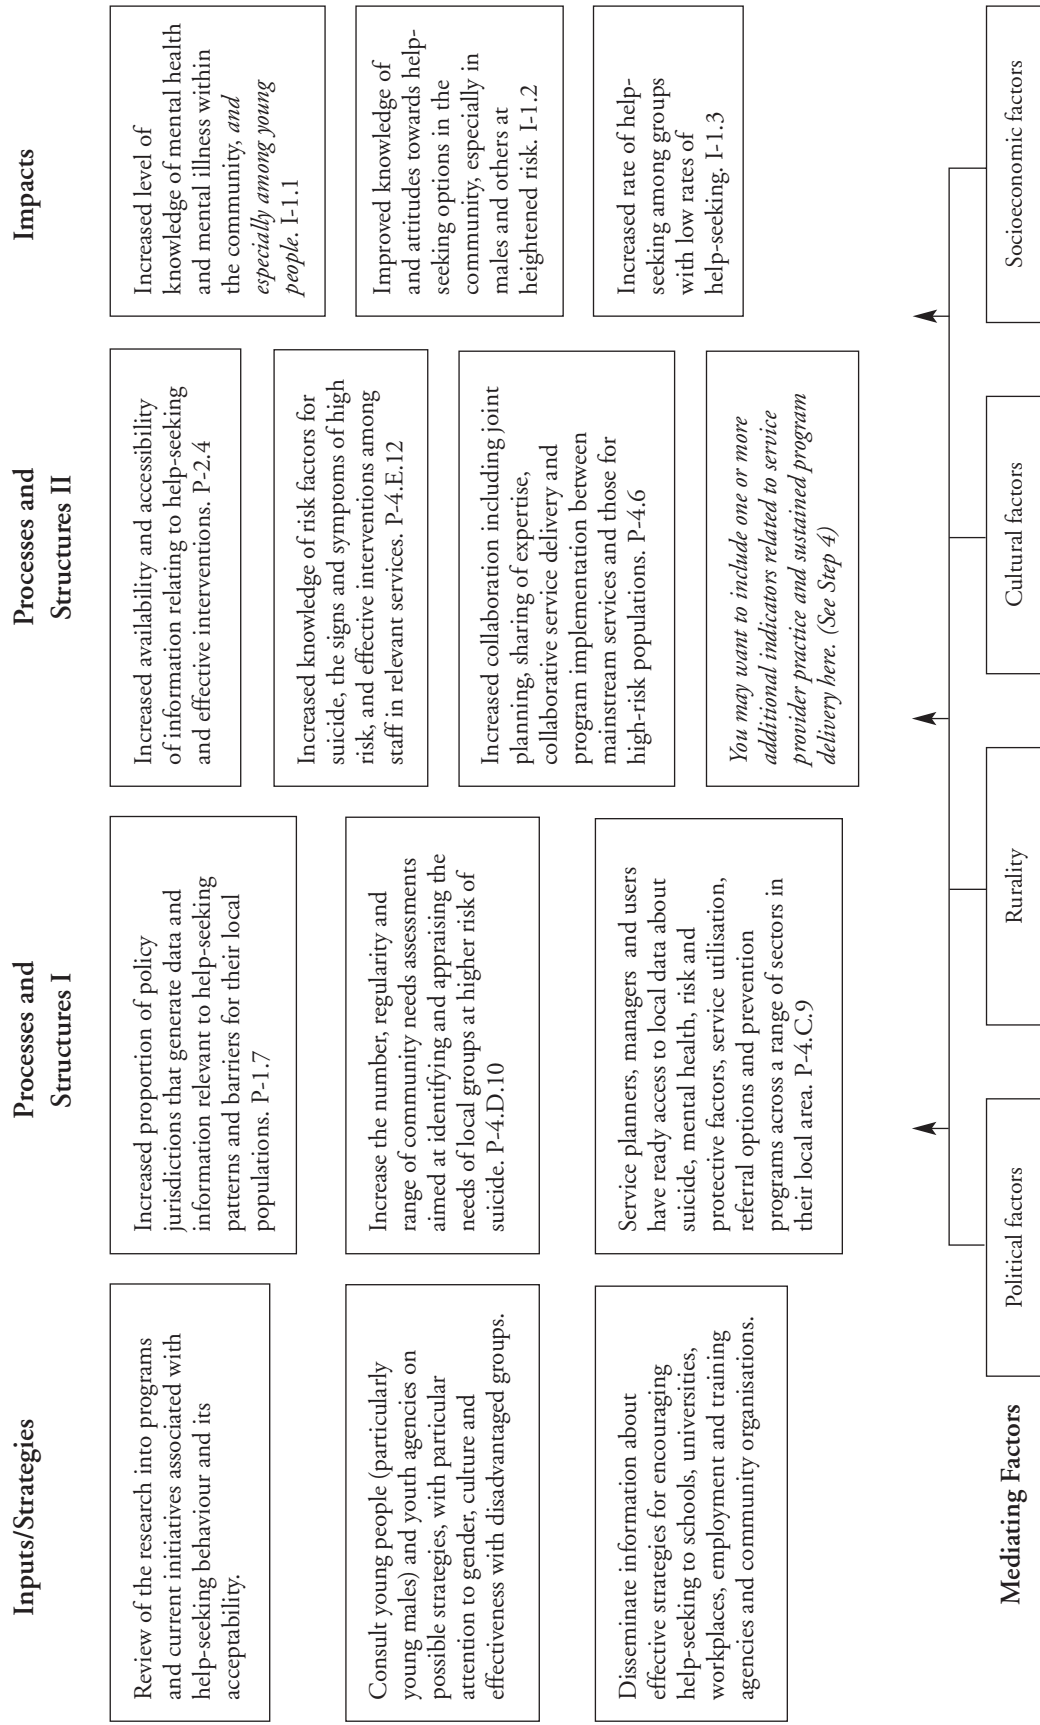 Inputs/Strategies
Review of the research into programs
and current initiatives associated with
help-seeking behaviour and its
acceptability.
Consult young people (particularly
young males) and youth agencies on
possible strategies, with particular
attention to gender, culture and
effectiveness with disadvantaged groups.
Disseminate information about
effective strategies for encouraging
help-seeking to schools, universities,
workplaces, employment and training
agencies and community organisations.
Processes and
Structures I
Increased proportion of policy
jurisdictions that generate data and
information relevant to help-seeking
patterns and barriers for their local
populations. P-1.7
Increase the number, regularity and
range of community needs assessments
aimed at identifying and appraising the
needs of local groups at higher risk of
suicide. P-4.D.10
Service planners, managers and users
have ready access to local data about
suicide, mental health, risk and
protective factors, service utilisation,
referral options and prevention
programs across a range of sectors in
their local area. P-4.C.9
Processes and
Structures II
Increased availability and accessibility
of information relating to help-seeking
and effective interventions. P-2.4
Increased knowledge of risk factors for
suicide, the signs and symptoms of high
risk, and effective interventions among
staff in relevant services. P-4.E.12
Increased collaboration including joint
planning, sharing of expertise,
collaborative service delivery and
program implementation between
mainstream services and those for
high-risk populations. P-4.6
You may want to include one or more
additional indicators related to service
provider practice and sustained program
delivery here. (See Step 4)
Impacts
Increased level of
knowledge of mental health
and mental illness within
the community, and
especially among young
people. I-1.1
Improved knowledge of
and attitudes towards help-
seeking options in the
community, especially in
males and others at
heightened risk. I-1.2
Increased rate of help-
seeking among groups
with low rates of
help-seeking. I-1.3
Mediating Factors
Political factors
Rurality
Cultural factors
Socioeconomic factors